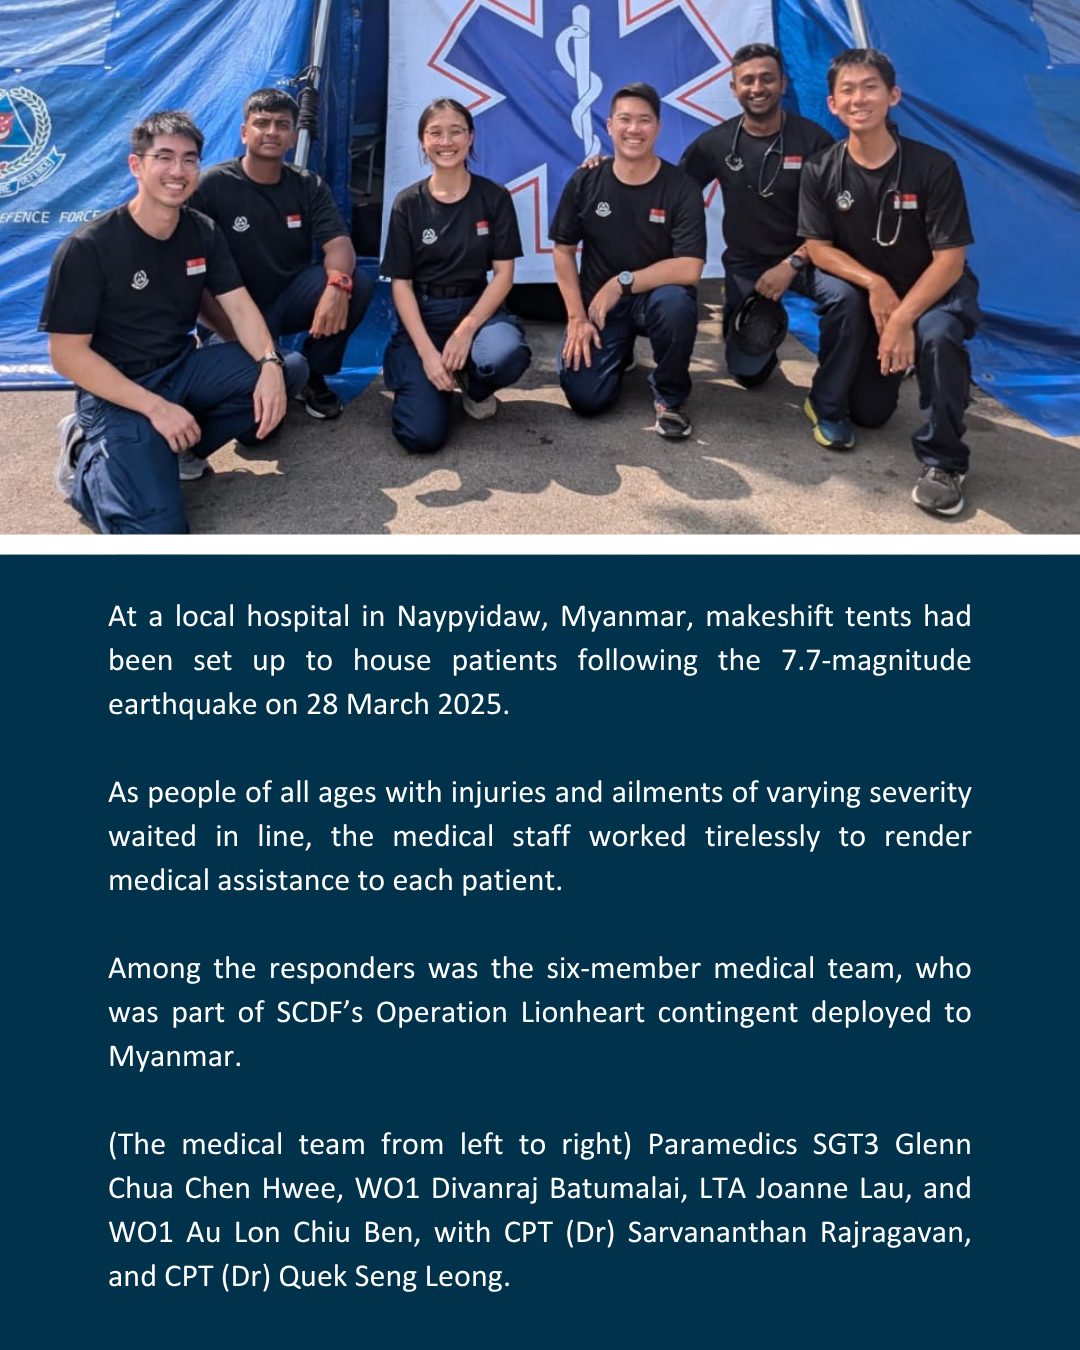 EFENCE FORCE
At a local hospital in Naypyidaw, Myanmar, makeshift tents had
been set up to house patients following the 7.7-magnitude
earthquake on 28 March 2025.
As people of all ages with injuries and ailments of varying severity
waited in line, the medical staff worked tirelessly to render
medical assistance to each patient.
Among the responders was the six-member medical team, who
was part of SCDF’s Operation Lionheart contingent deployed to
Myanmar.
(The medical team from left to right) Paramedics SGT3 Glenn
Chua Chen Hwee, WO1 Divanraj Batumalai, LTA Joanne Lau, and
WO1 Au Lon Chiu Ben, with CPT (Dr) Sarvananthan Rajragavan,
and CPT (Dr) Quek Seng Leong.